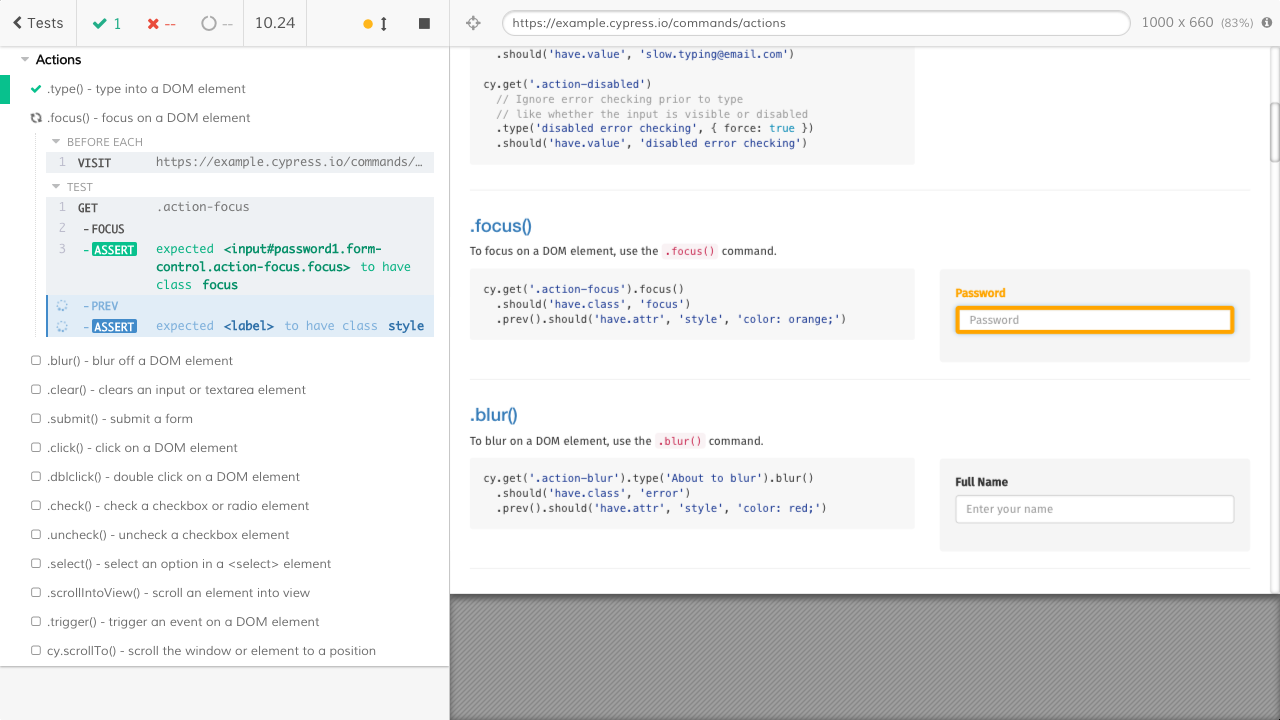 Tests 1 -- -- 10.24
https://example.cypress.io/commands/actions 1000 x 660 (83%)
Actions
.type() - type into a DOM element
.focus() - focus on a DOM element
BEFORE EACH
1 VISIT https://example.cypress.io/commands/…
TEST
1 GET .action-focus
2 - FOCUS
3 - ASSERT expected <input#password1.form-
control.action-focus.focus> to have
class focus
- PREV
- ASSERT expected <label> to have class style
.blur() - blur off a DOM element
.clear() - clears an input or textarea element
.submit() - submit a form
.click() - click on a DOM element
.dblclick() - double click on a DOM element
.check() - check a checkbox or radio element
.uncheck() - uncheck a checkbox element
.select() - select an option in a <select> element
.scrollIntoView() - scroll an element into view
.trigger() - trigger an event on a DOM element
cy.scrollTo() - scroll the window or element to a position
.should('have.value', 'slow.typing@email.com')
cy.get('.action-disabled')
// Ignore error checking prior to type
// like whether the input is visible or disabled
.type('disabled error checking', { force: true })
.should('have.value', 'disabled error checking')
.focus()
To focus on a DOM element, use the .focus() command.
cy.get('.action-focus').focus()
.should('have.class', 'focus')
.prev().should('have.attr', 'style', 'color: orange;')
Password
Password
.blur()
To blur on a DOM element, use the .blur() command.
cy.get('.action-blur').type('About to blur').blur()
.should('have.class', 'error')
.prev().should('have.attr', 'style', 'color: red;')
Full Name
Enter your name